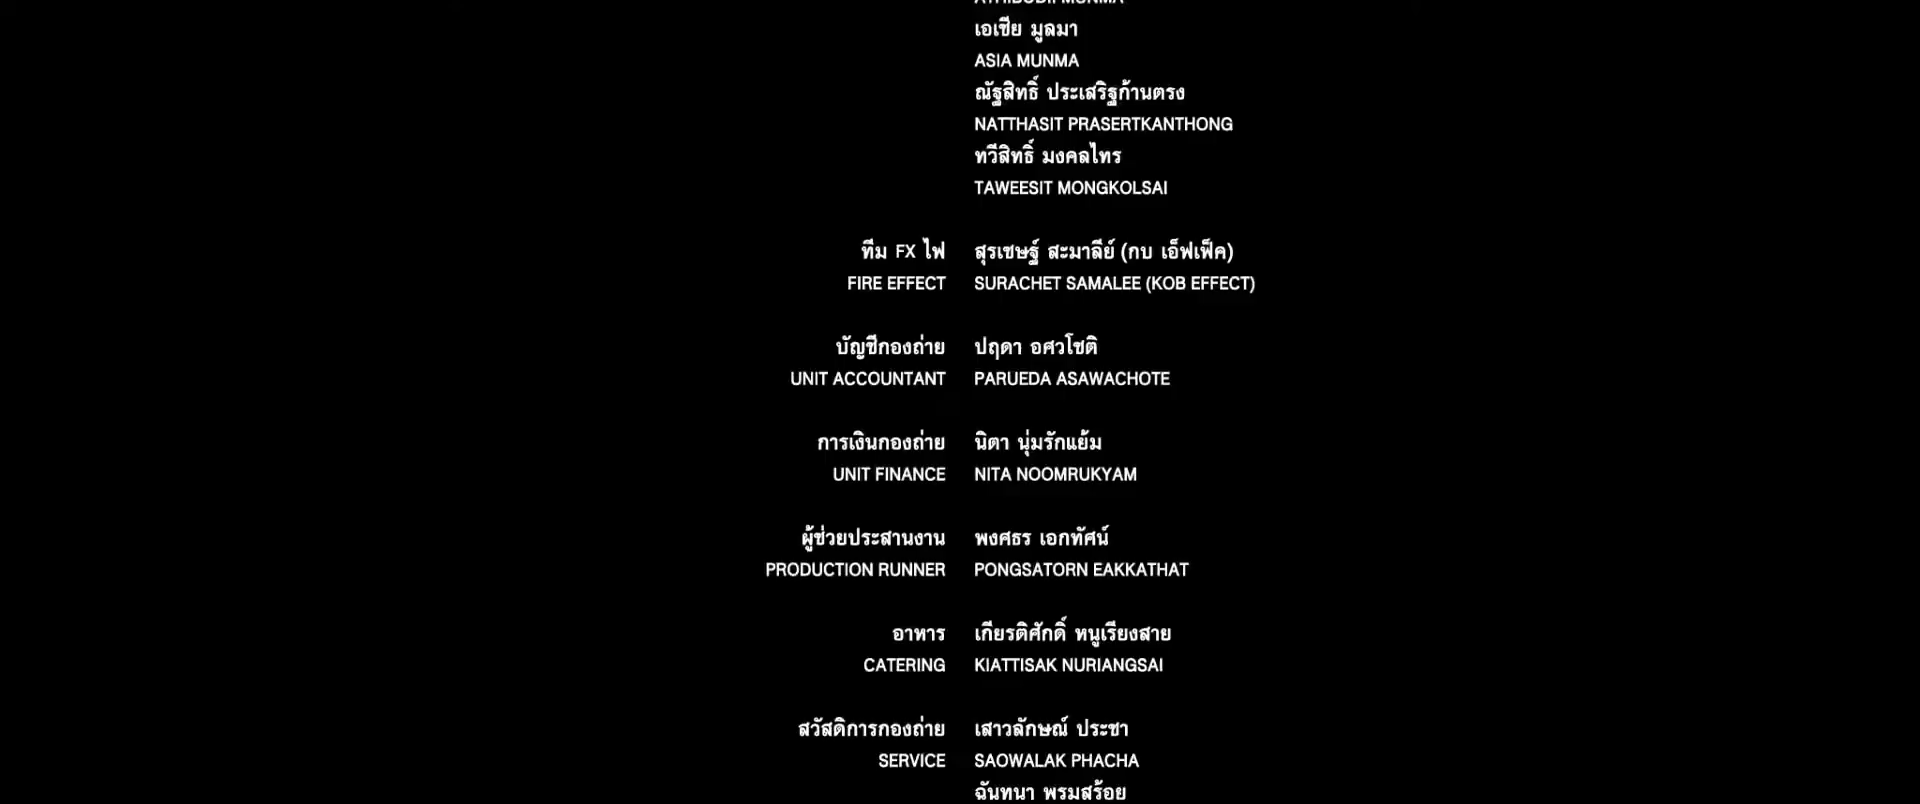 ATHIBODII MUNMA
เอเชีย มูลมา
ASIA MUNMA
ณัฐสิทธิ์ ประเสริฐก้านตรง
NATTHASIT PRASERTKANTHONG
ทวีสิทธิ์ มงคลไทร
TAWEESIT MONGKOLSAI
ทีม FX ไฟ สุรเชษฐ์ สะมาลีย์ (กบ เอ็ฟเฟ็ค)
FIRE EFFECT SURACHET SAMALEE (KOB EFFECT)
บัญชีกองถ่าย ปฤดา อศวโชติ
UNIT ACCOUNTANT PARUEDA ASAWACHOTE
การเงินกองถ่าย นิตา นุ่มรักแย้ม
UNIT FINANCE NITA NOOMRUKYAM
ผู้ช่วยประสานงาน พงศธร เอกทัศน์
PRODUCTION RUNNER PONGSATORN EAKKATHAT
อาหาร เกียรติศักดิ์ หนูเรียงสาย
CATERING KIATTISAK NURIANGSAI
สวัสดิการกองถ่าย เสาวลักษณ์ ประชา
SERVICE SAOWALAK PHACHA
ฉันทนา พรมสร้อย